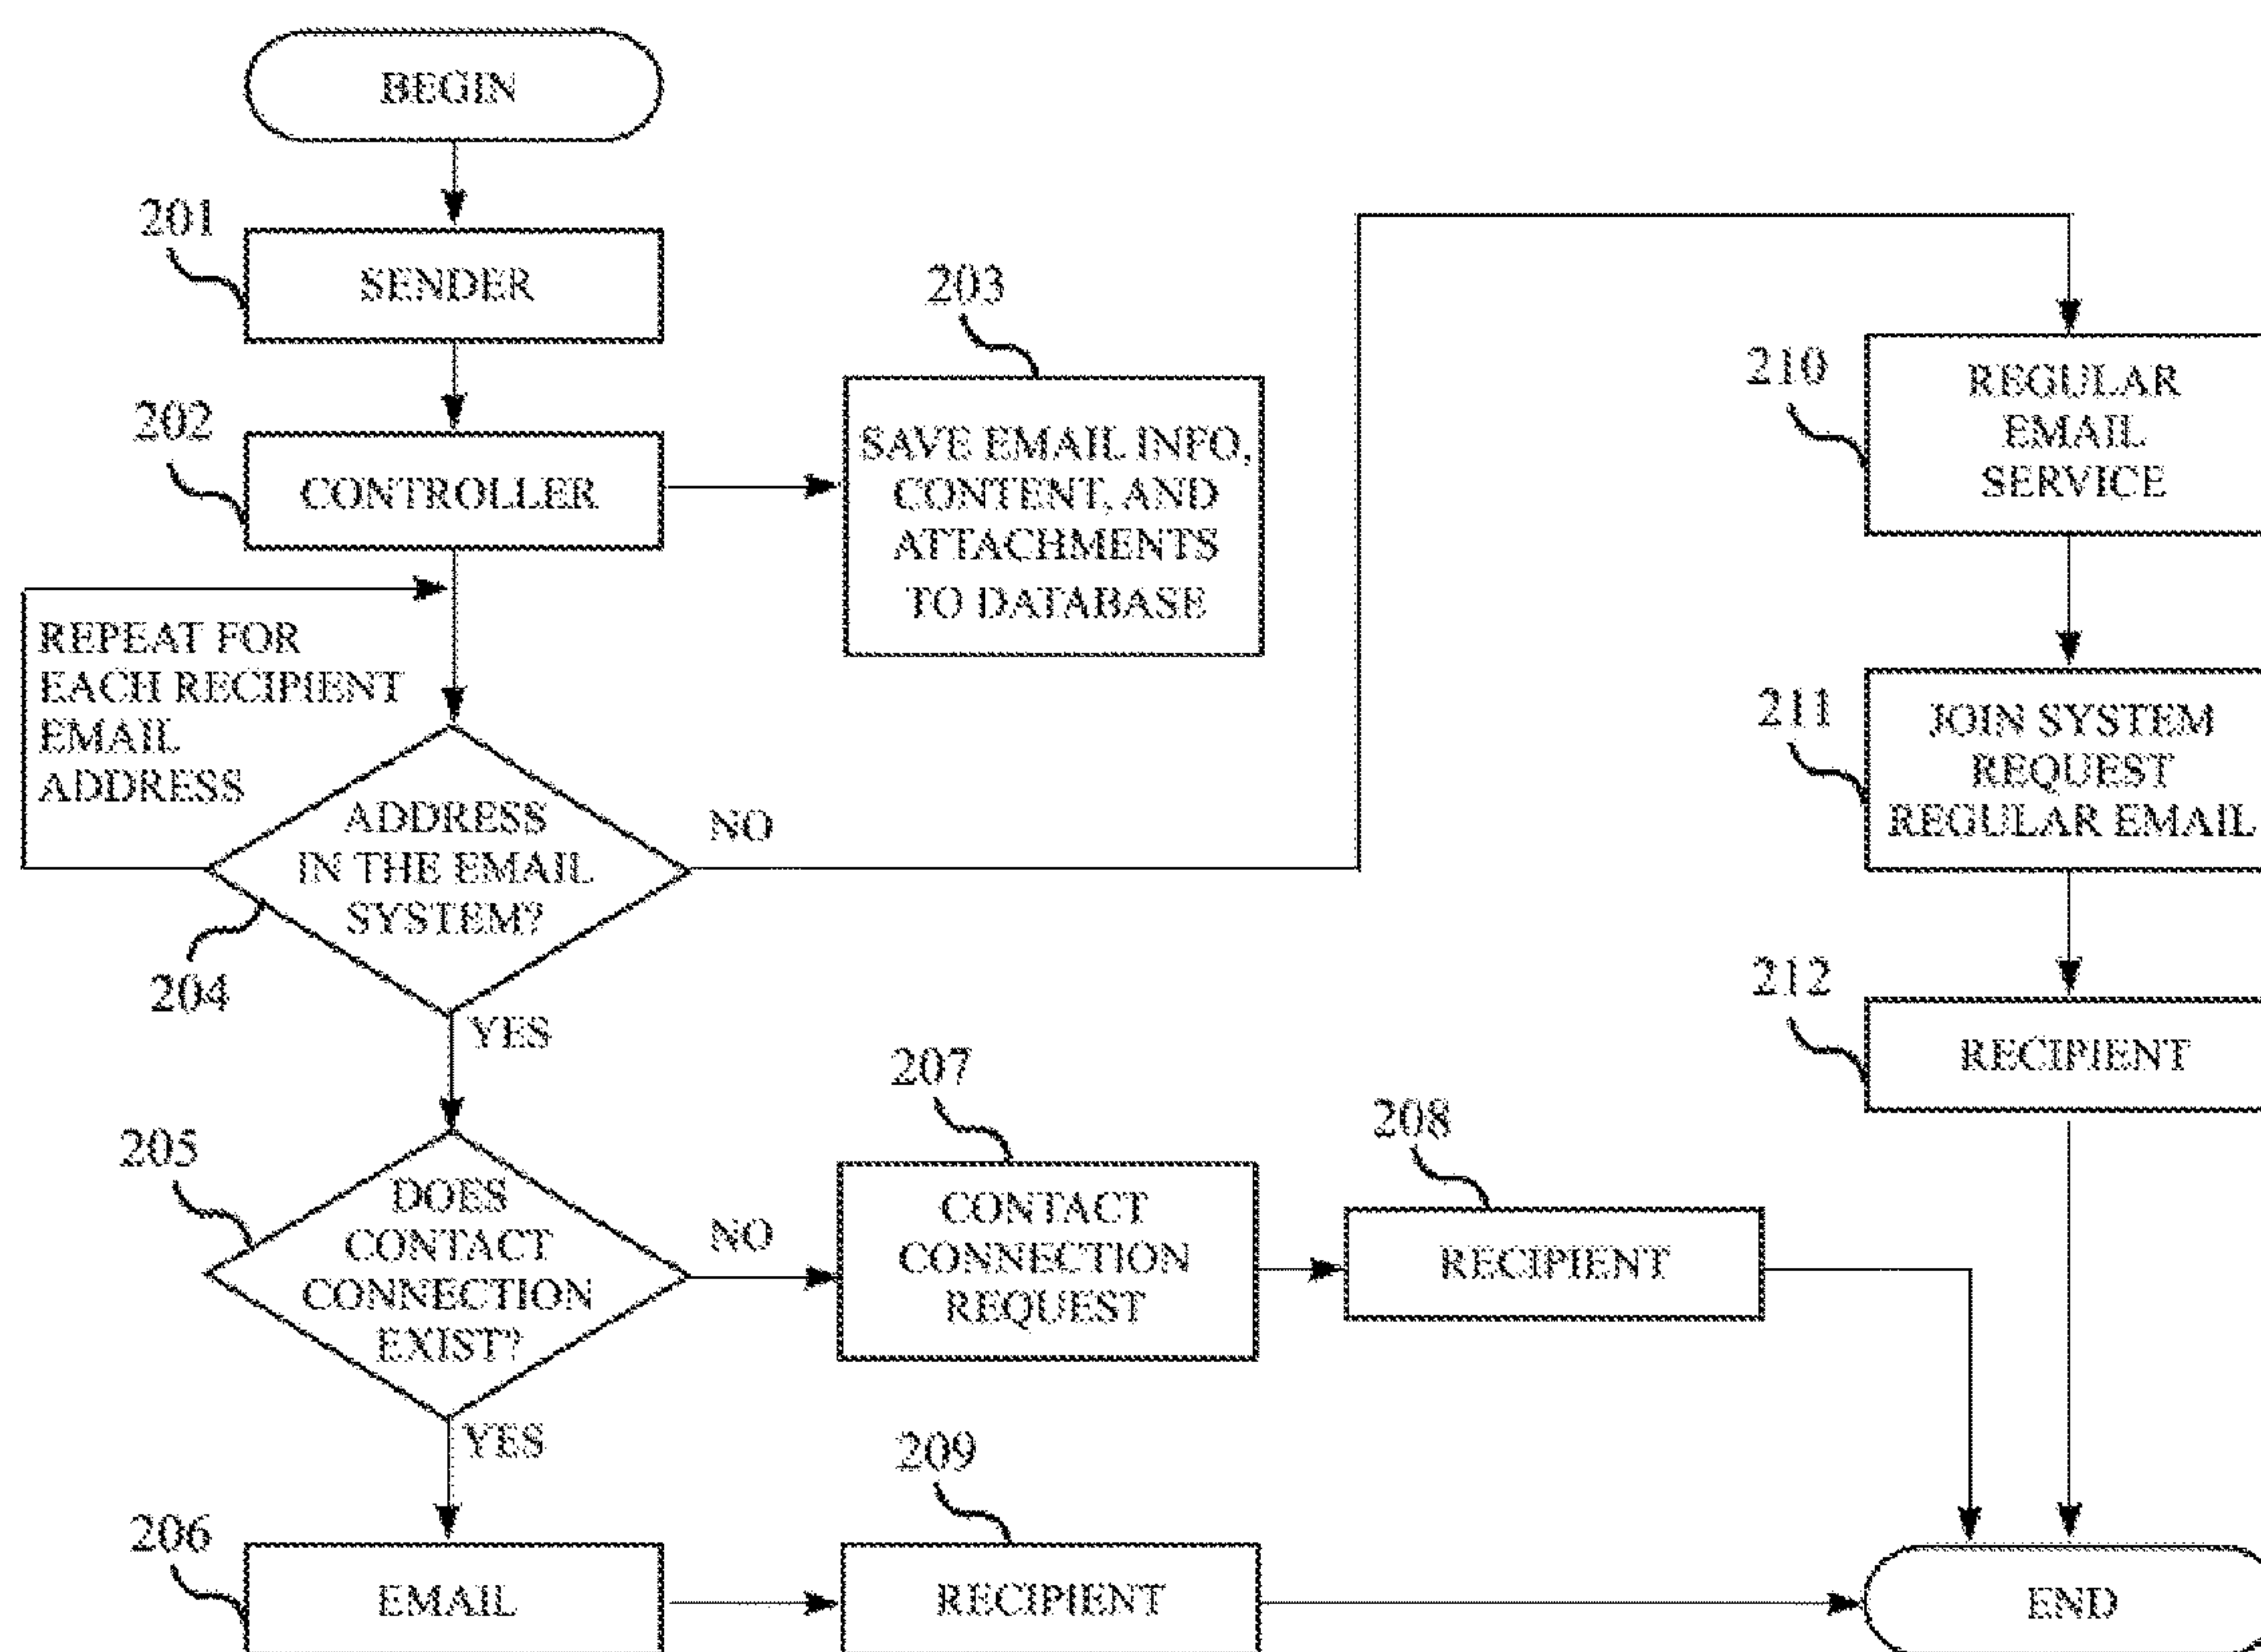 BEGIN
201
SENDER
202
CONTROLLER
203
SAVE EMAIL INFO,
CONTENT, AND
ATTACHMENTS
TO DATABASE
REPEAT FOR
EACH RECIPIENT
EMAIL
ADDRESS
ADDRESS
IN THE EMAIL
SYSTEM?
204
NO
YES
205
DOES
CONTACT
CONNECTION
EXIST?
NO
YES
207
CONTACT
CONNECTION
REQUEST
208
RECIPIENT
206
EMAIL
209
RECIPIENT
210
REGULAR
EMAIL
SERVICE
211
JOIN SYSTEM
REQUEST
REGULAR EMAIL
212
RECIPIENT
END